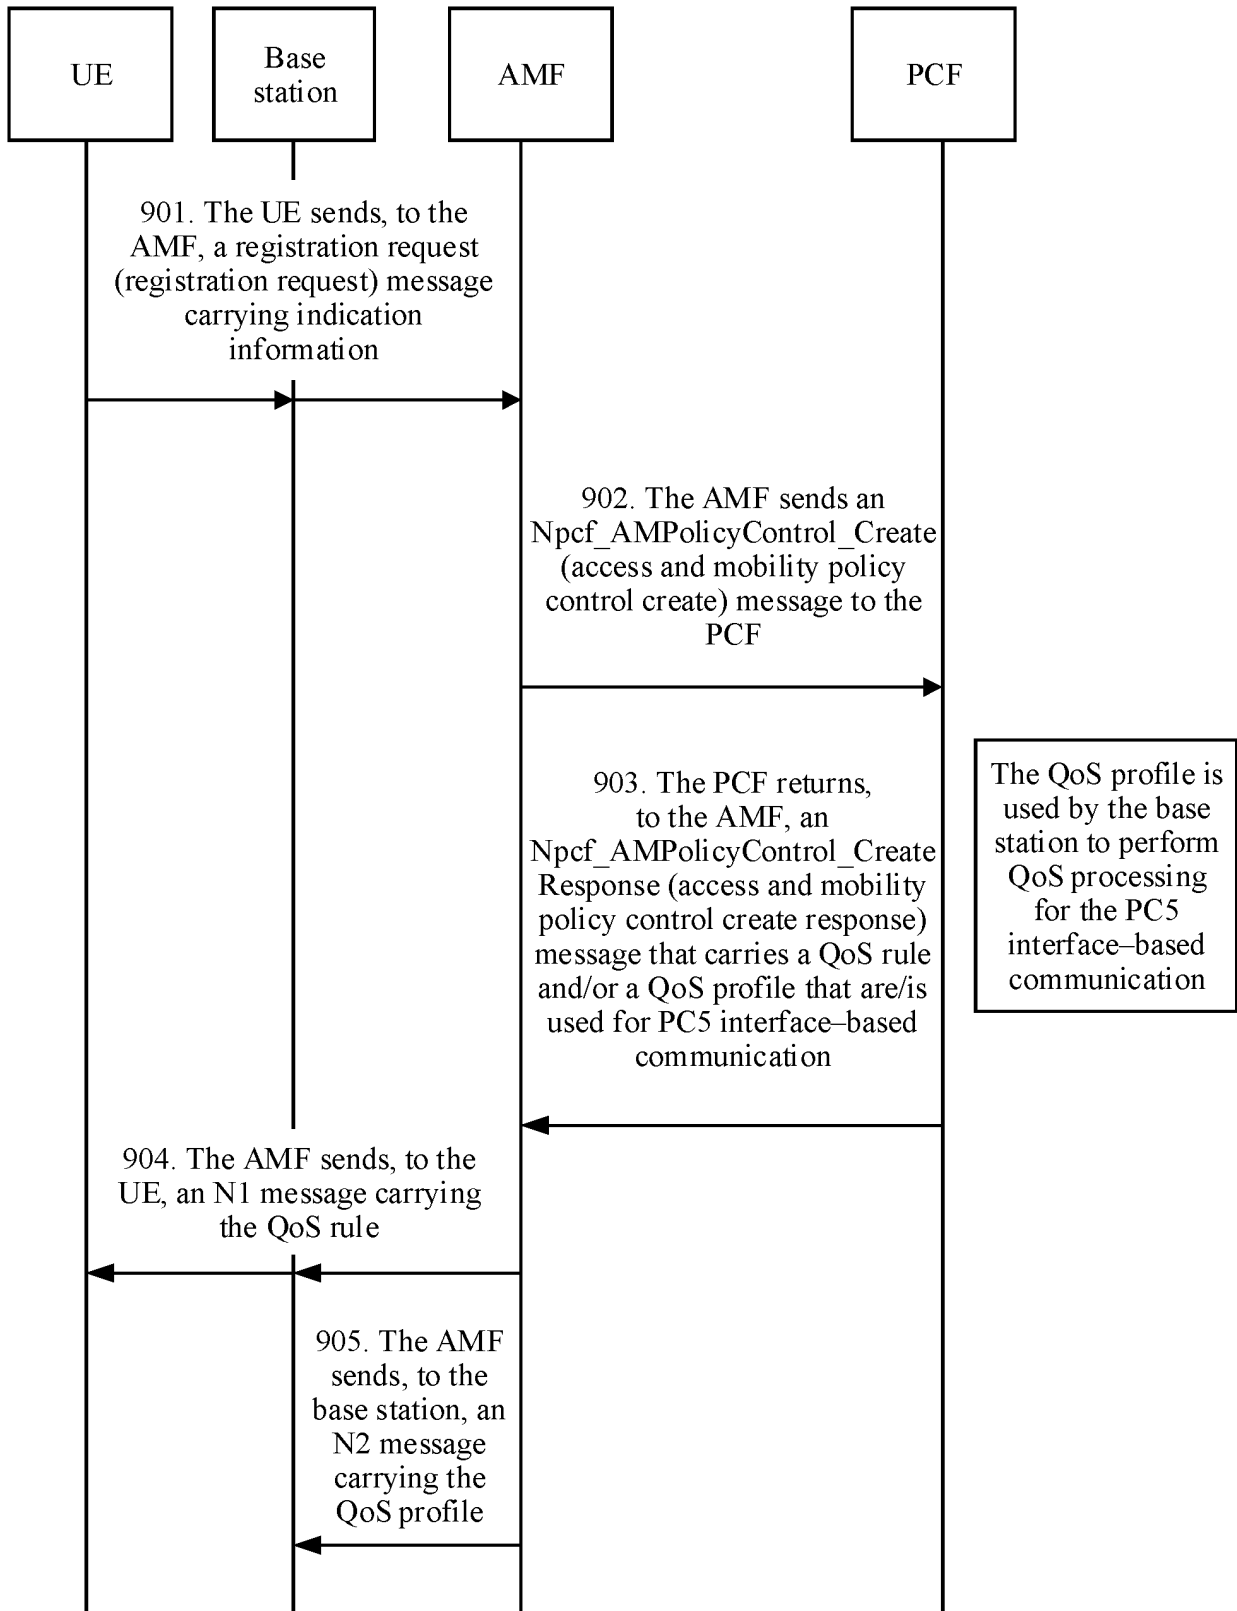 UE
Base
station
AMF
PCF
901. The UE sends, to the
AMF, a registration request
(registration request) message
carrying indication
information
902. The AMF sends an
Npcf_AMPolicyControl_Create
(access and mobility policy
control create) message to the
PCF
903. The PCF returns,
to the AMF, an
Npcf_AMPolicyControl_Create
Response (access and mobility
policy control create response)
message that carries a QoS rule
and/or a QoS profile that are/is
used for PC5 interface–based
communication
The QoS profile is
used by the base
station to perform
QoS processing
for the PC5
interface–based
communication
904. The AMF sends, to the
UE, an N1 message carrying
the QoS rule
905. The AMF
sends, to the
base station, an
N2 message
carrying the
QoS profile